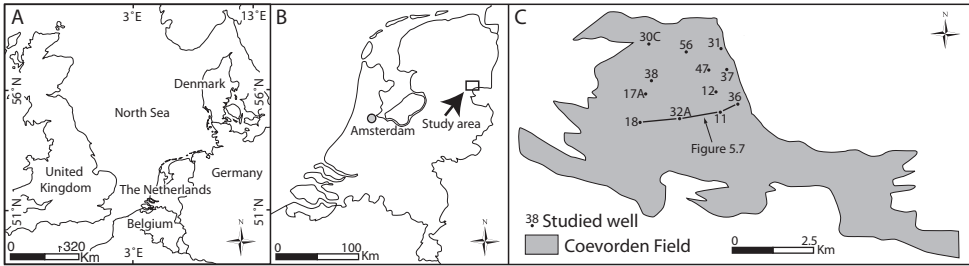 A
3°E
13°E
56°N
56°N
Denmark
North Sea
United
Kingdom
The Netherlands
Germany
Belgium
51°N
51°N
N
0
320
Km
3°E
B
Amsterdam
Study area
N
0
100
Km
C
N
30C
56
31
38
47
37
17A
12
36
18
32A
11
Figure 5.7
38 Studied well
Coevorden Field
0
2.5
Km